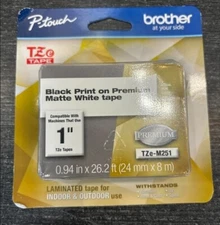 P-touch
brother
at your side
TZe
TAPE
Black Print on Premium
Matte White tape
Compatible With
Machines That Use
1"
TZe Tapes
PREMIUM
TZe-M251
0.94 in x 26.2 ft (24 mm x 8 m)
LAMINATED tape for
INDOOR & OUTDOOR use
WITHSTANDS